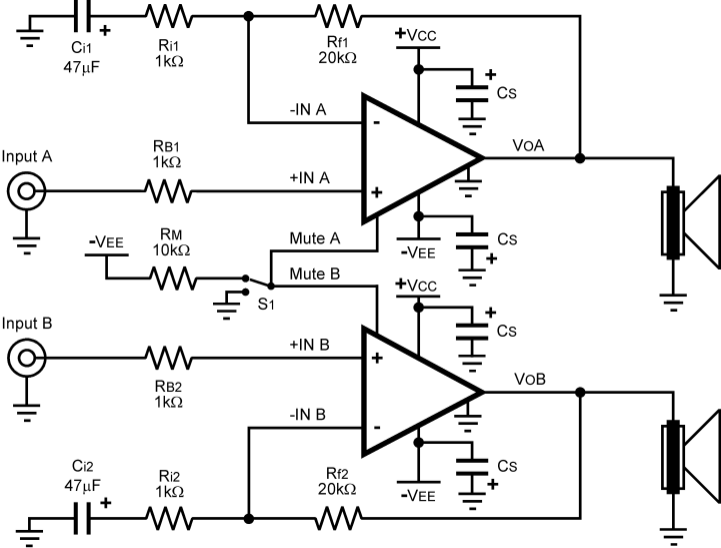 +VCC
Ci1
+
47µF
Ri1
1kΩ
Rf1
20kΩ
+
CS
-IN A
-
VOA
Input A
RB1
1kΩ
+IN A
+
-VEE
RM
10kΩ
Mute A
-VEE
CS
+
Mute B
S1
+VCC
+
CS
Input B
+IN B
+
RB2
1kΩ
VOB
-IN B
-
CS
+
-VEE
Ci2
47µF
+
Ri2
1kΩ
Rf2
20kΩ